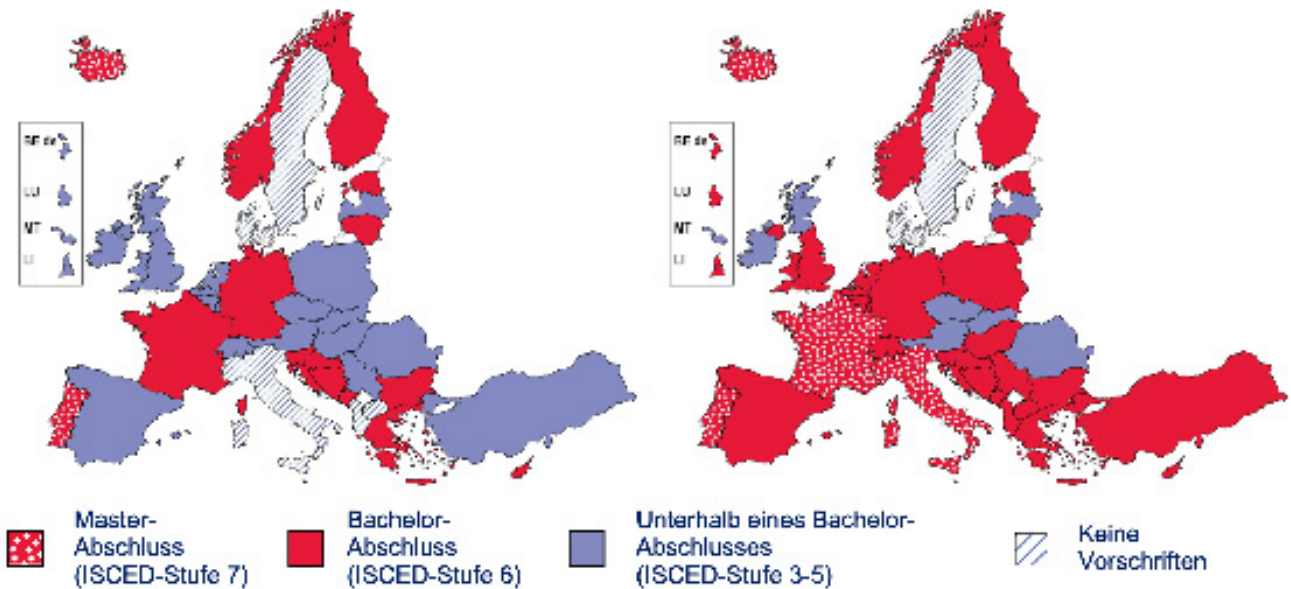 BE de
LU
MT
LI
BE de
LU
MT
LI
Master-
Abschluss
(ISCED-Stufe 7)
Bachelor-
Abschluss
(ISCED-Stufe 6)
Unterhalb eines Bachelor-
Abschlusses
(ISCED-Stufe 3-5)
Keine
Vorschriften